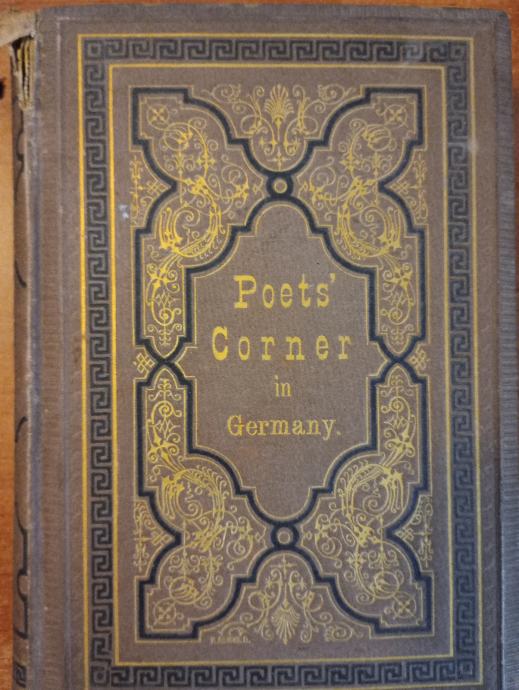 Poets'
Corner
in
Germany.